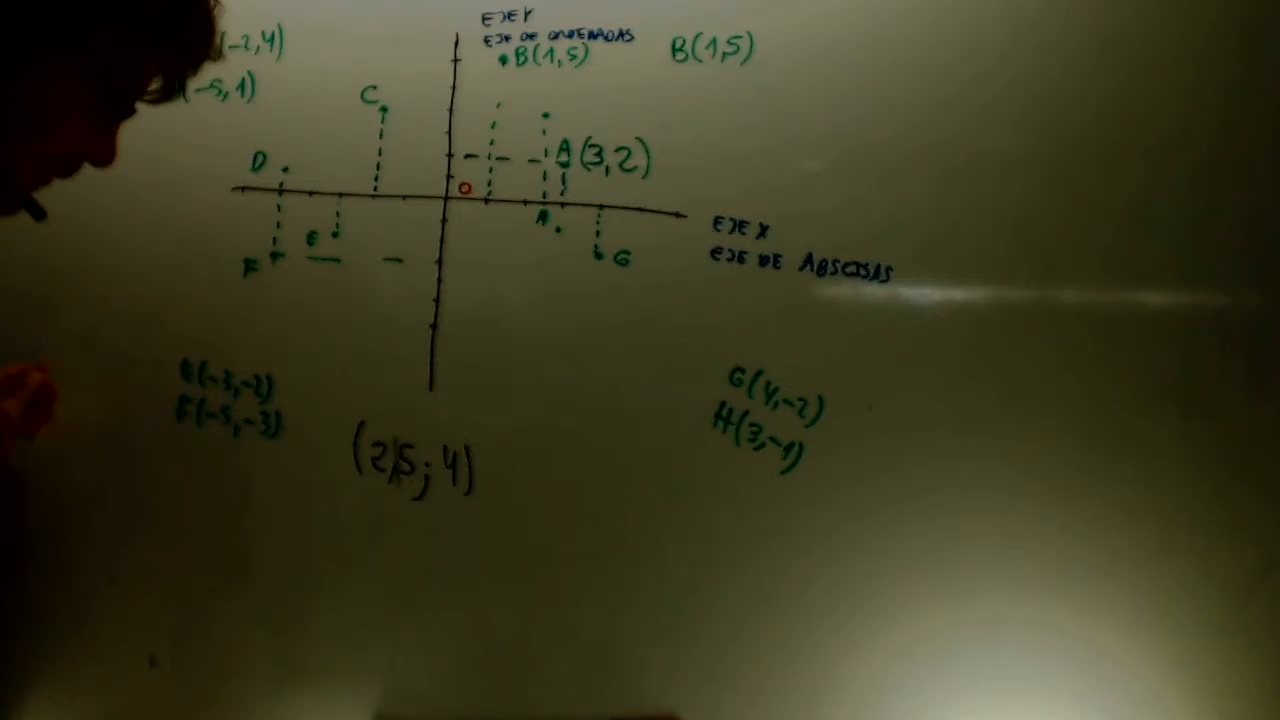 EJE Y
EJE DE ORDENADAS
(-2,4)
B(1,5)
B(1,5)
(-5,1)
C
D
A(3,2)
O
E
F
G
EJE X
EJE DE ABSCISAS
E(-3,-2)
F(-5,-3)
G(4,-2)
H(3,-1)
(2,5; 4)